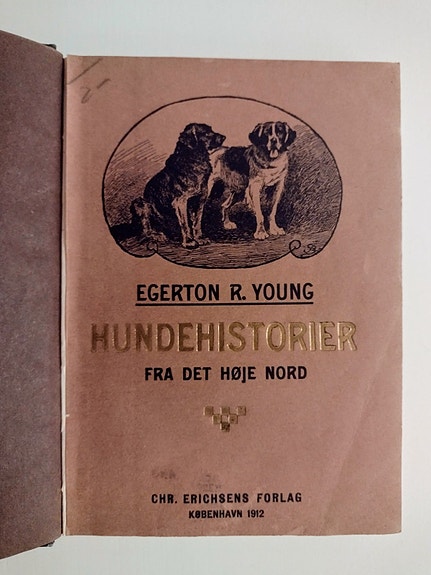 EGERTON R. YOUNG
HUNDEHISTORIER
FRA DET HØJE NORD
CHR. ERICHSENS FORLAG
KØBENHAVN 1912